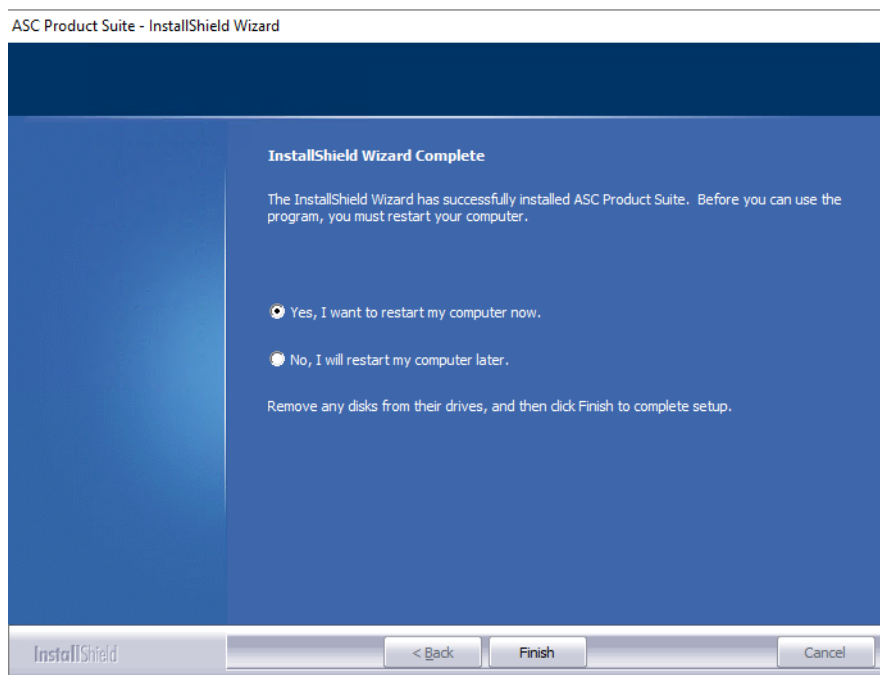 ASC Product Suite - InstallShield Wizard
InstallShield Wizard Complete
The InstallShield Wizard has successfully installed ASC Product Suite.  Before you can use the
program, you must restart your computer.
Yes, I want to restart my computer now.
No, I will restart my computer later.
Remove any disks from their drives, and then click Finish to complete setup.
InstallShield
< Back
Finish
Cancel